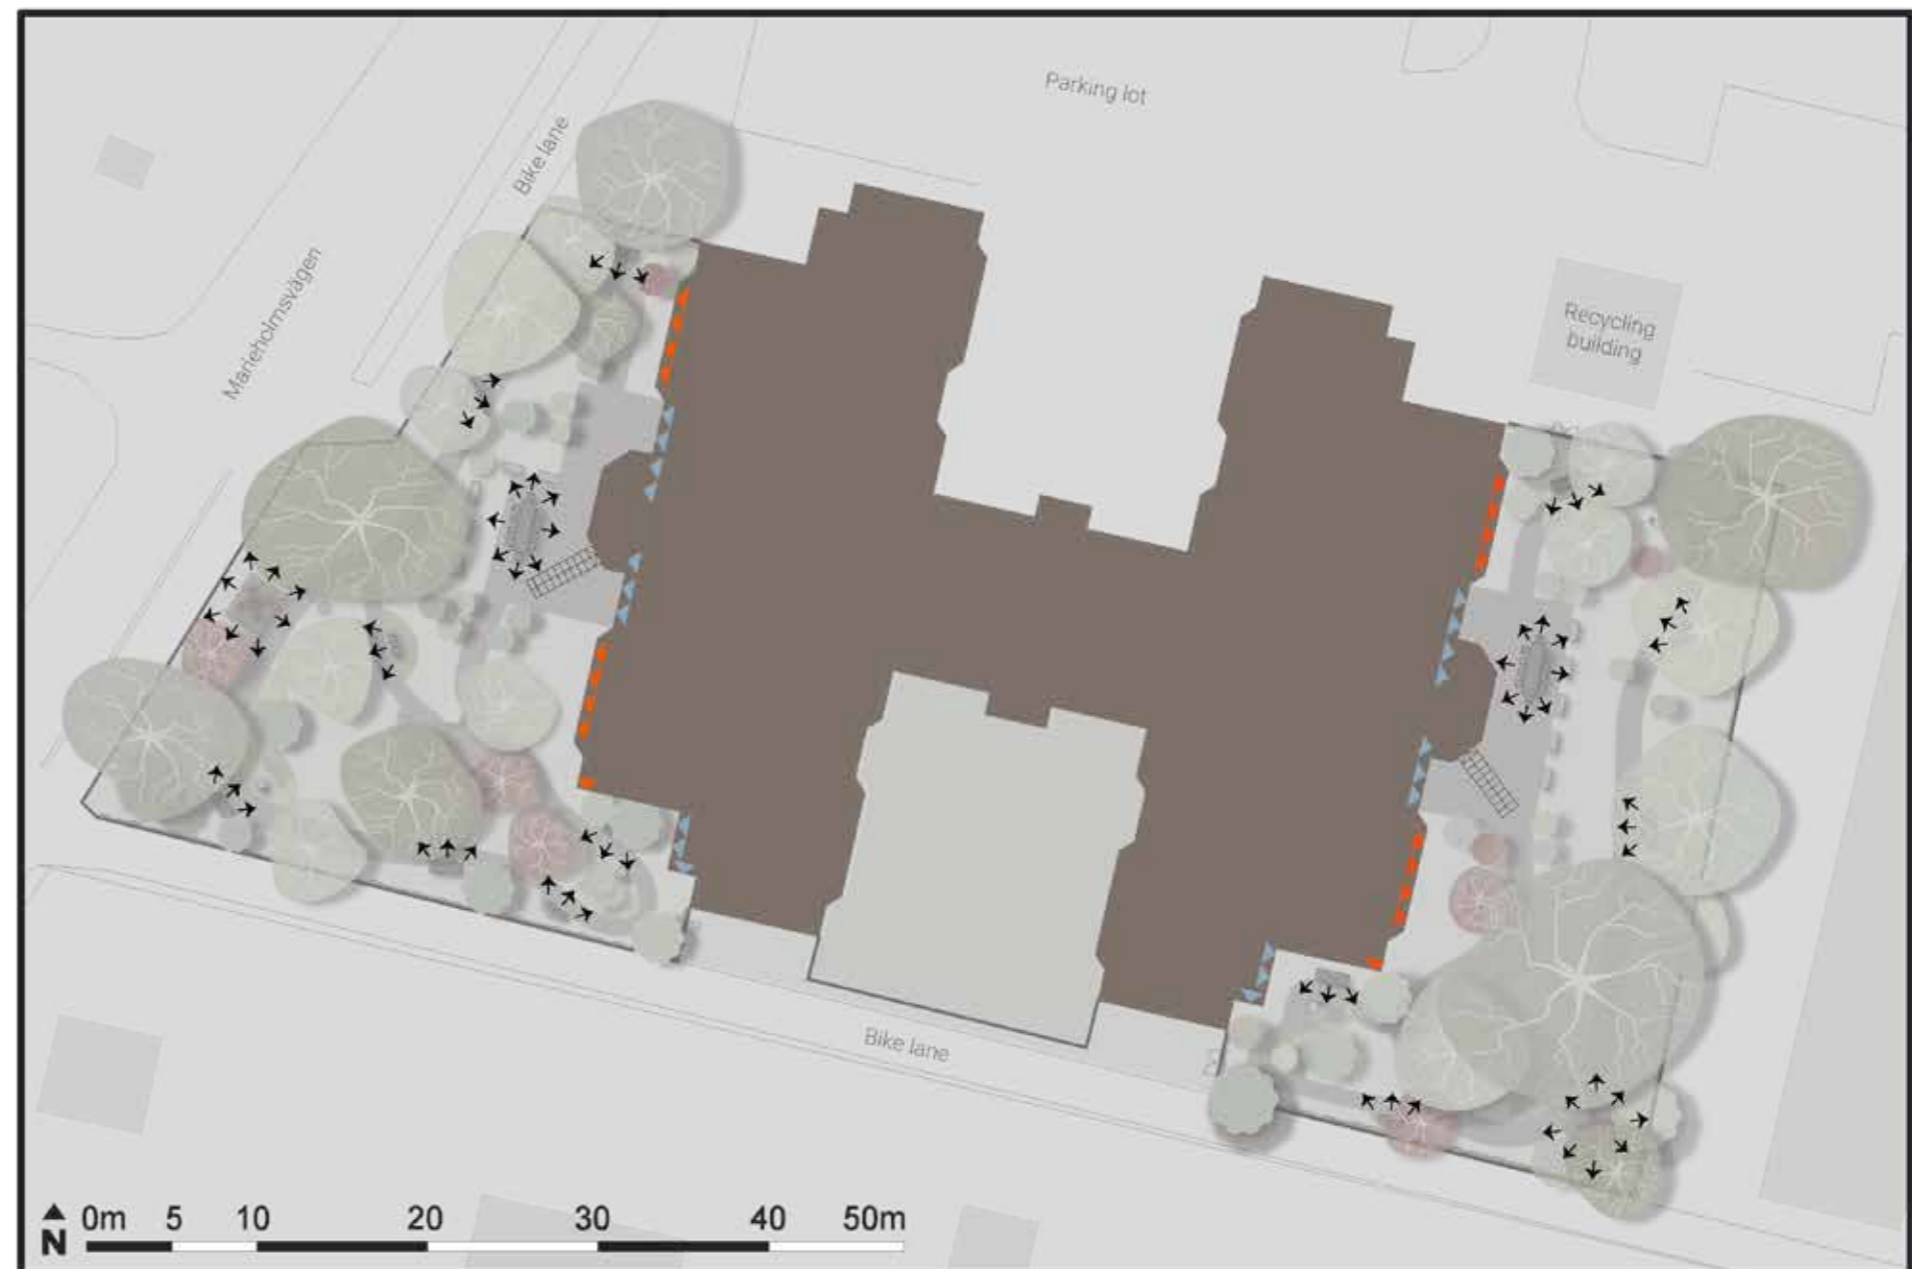 Parking lot
Bike lane
Marieholmsvägen
Recycling
building
Bike lane
0m 5 10 20 30 40 50m
N